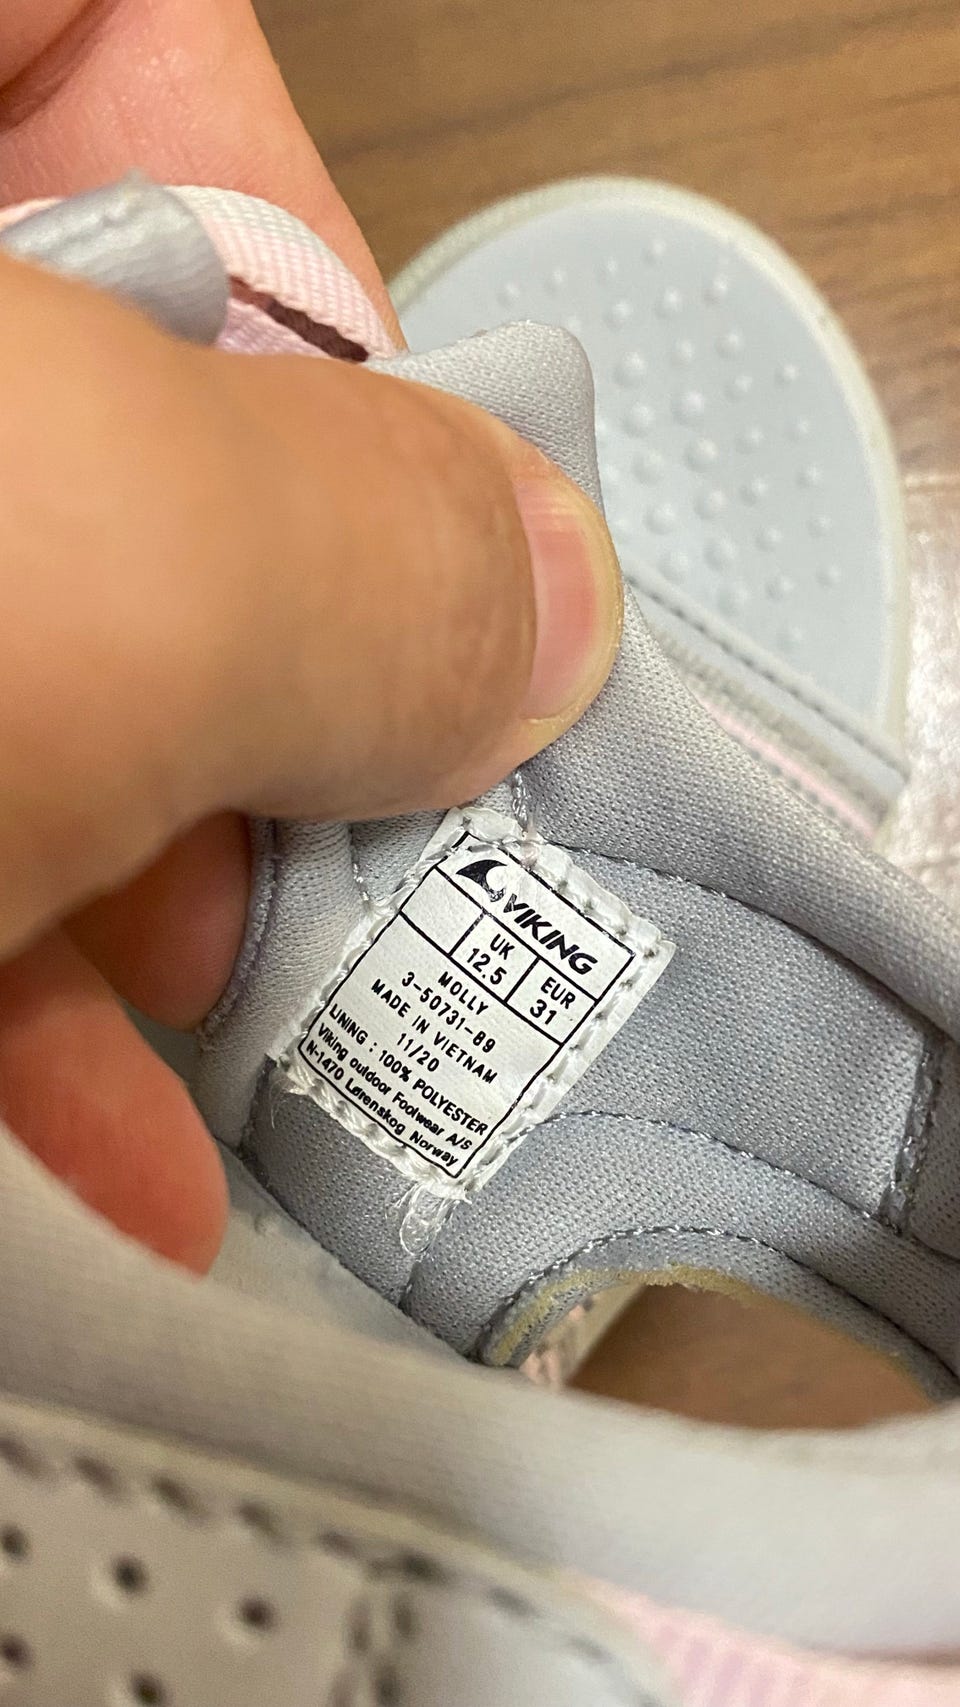 VIKING
UK EUR
12.5 31
MOLLY
3-50731-89
MADE IN VIETNAM
11/20
LINING : 100% POLYESTER
Viking outdoor Footwear A/S
N-1470 Lørenskog Norway